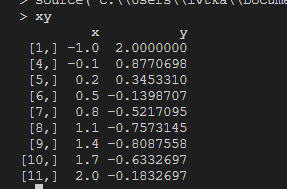 > source( C:\\Users\\ivtka\\Docume
> xy
x y
[1,] -1.0 2.0000000
[4,] -0.1 0.8770698
[5,] 0.2 0.3453310
[6,] 0.5 -0.1398707
[7,] 0.8 -0.5217095
[8,] 1.1 -0.7573145
[9,] 1.4 -0.8087558
[10,] 1.7 -0.6332697
[11,] 2.0 -0.1832697